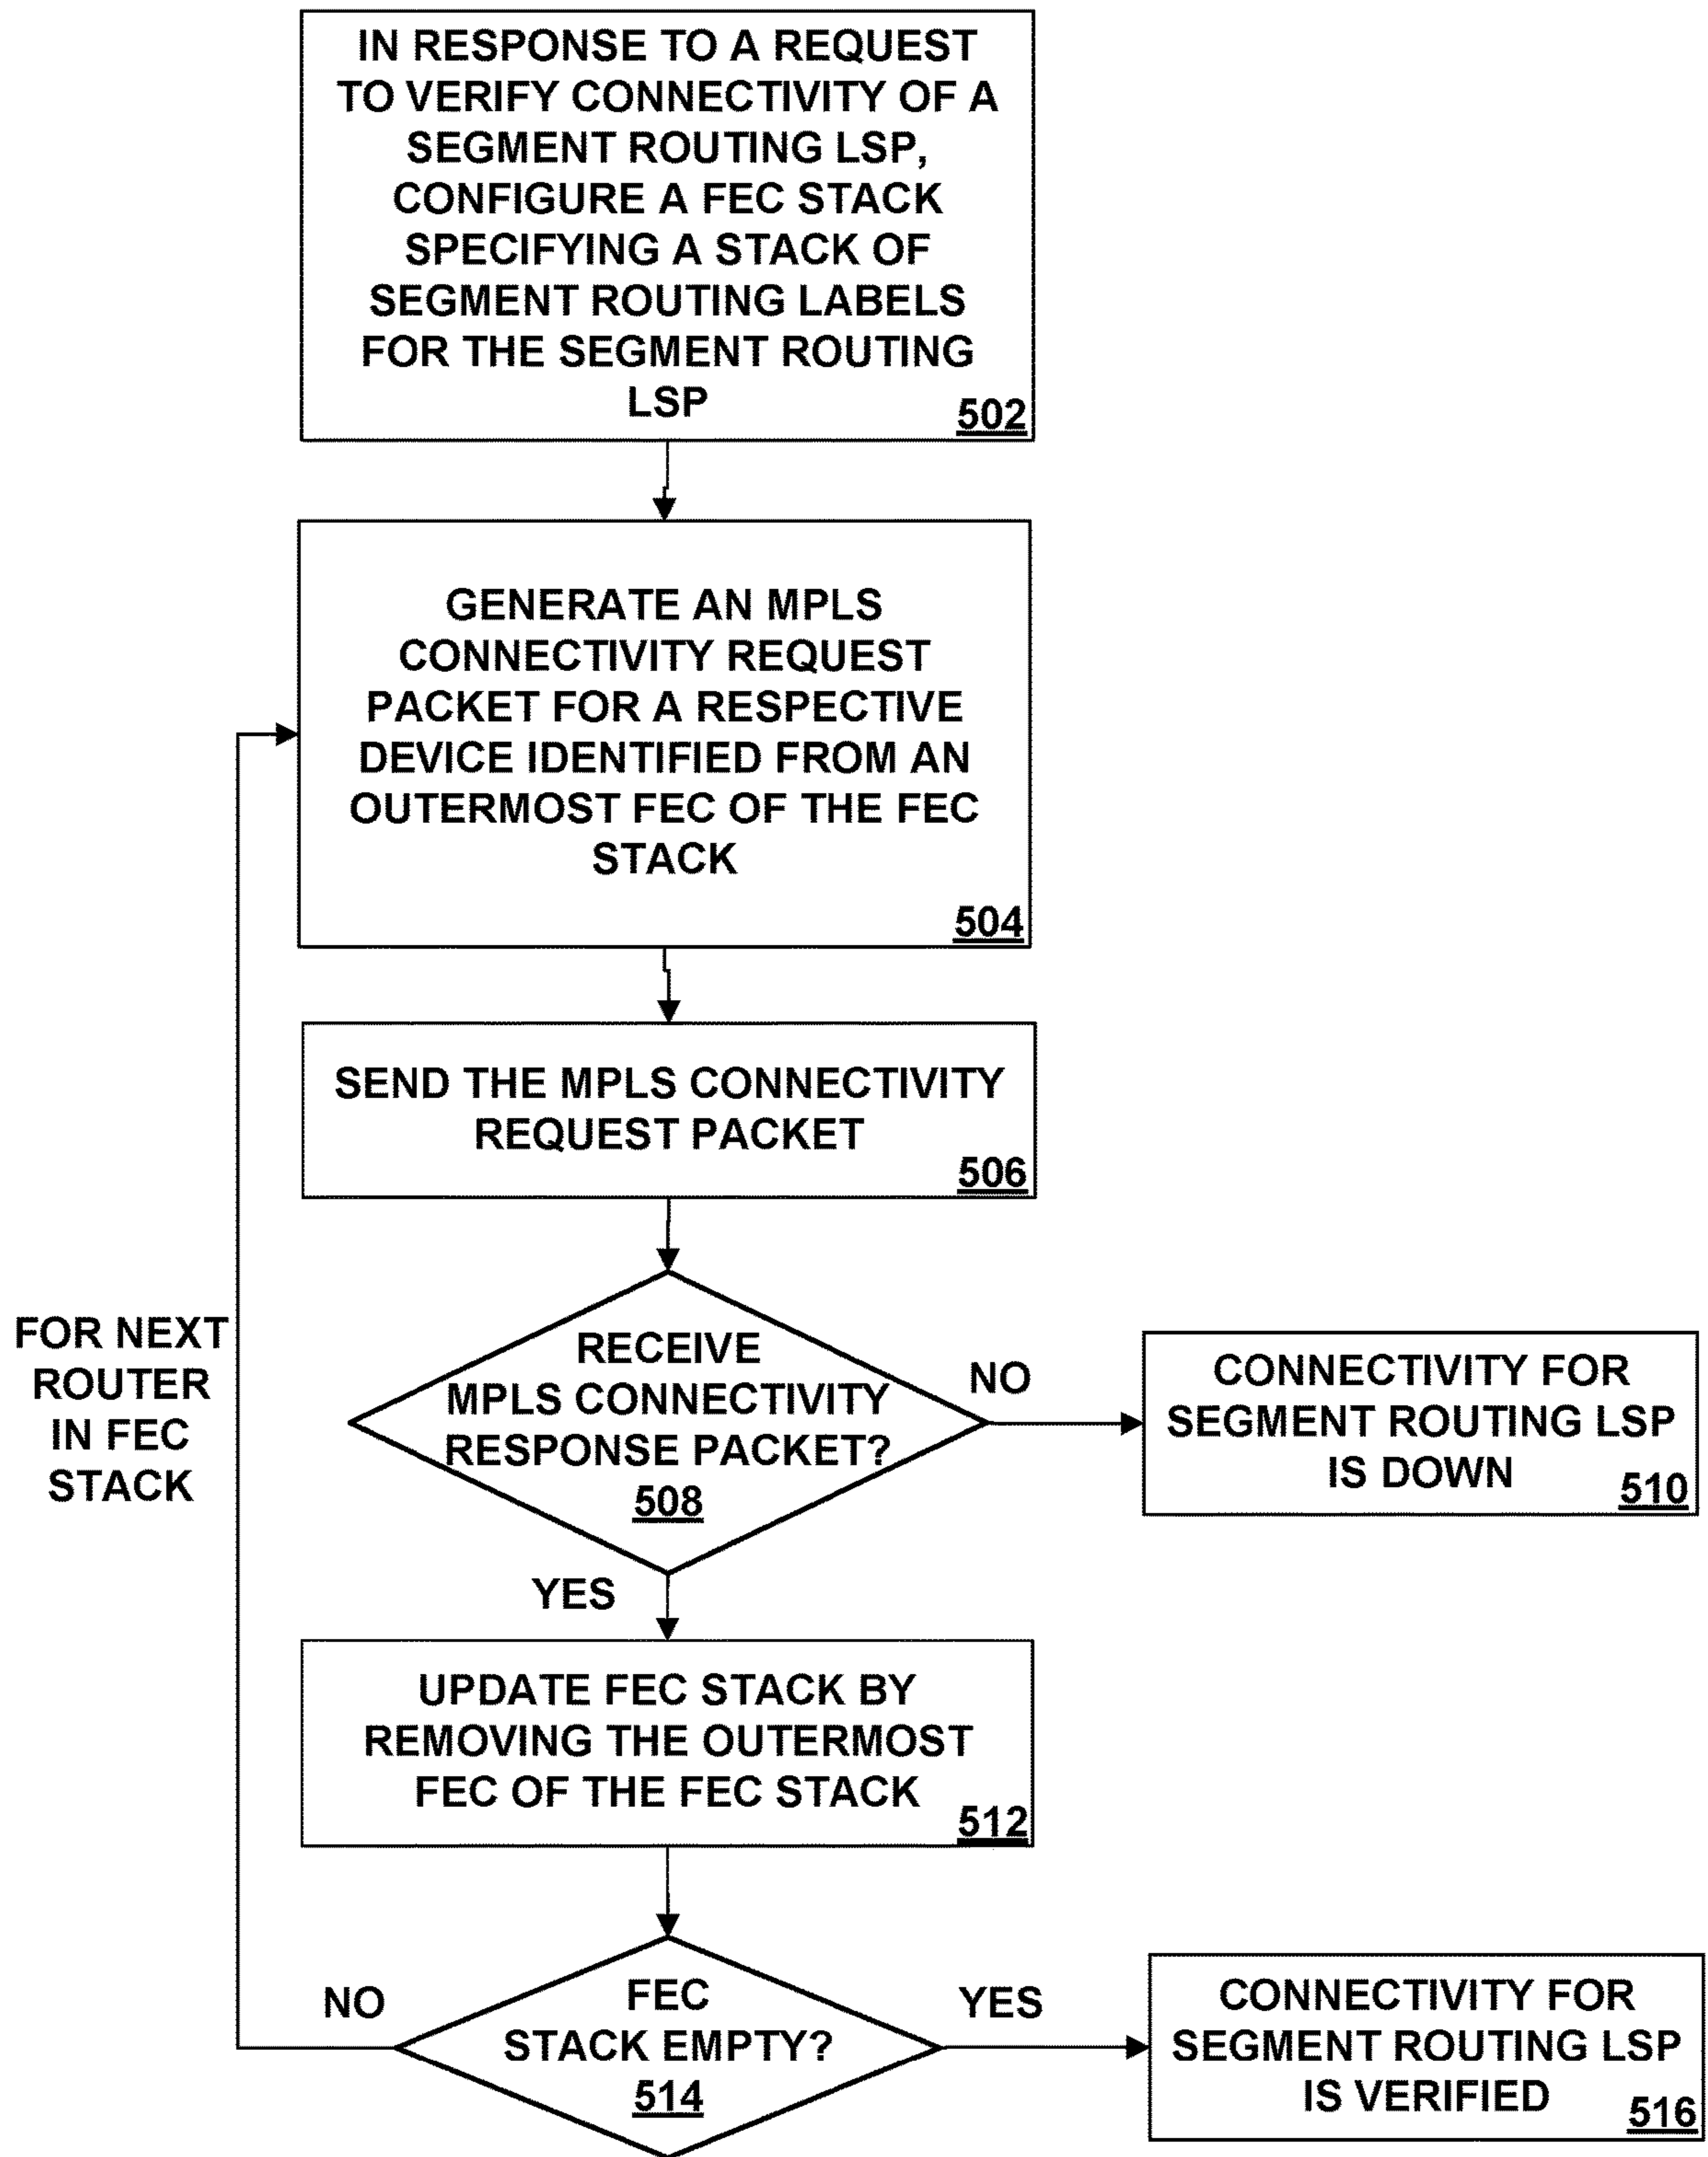 IN RESPONSE TO A REQUEST
TO VERIFY CONNECTIVITY OF A
SEGMENT ROUTING LSP,
CONFIGURE A FEC STACK
SPECIFYING A STACK OF
SEGMENT ROUTING LABELS
FOR THE SEGMENT ROUTING
LSP
502
GENERATE AN MPLS
CONNECTIVITY REQUEST
PACKET FOR A RESPECTIVE
DEVICE IDENTIFIED FROM AN
OUTERMOST FEC OF THE FEC
STACK
504
SEND THE MPLS CONNECTIVITY
REQUEST PACKET
506
RECEIVE
MPLS CONNECTIVITY
RESPONSE PACKET?
508
NO
CONNECTIVITY FOR
SEGMENT ROUTING LSP
IS DOWN
510
YES
UPDATE FEC STACK BY
REMOVING THE OUTERMOST
FEC OF THE FEC STACK
512
FEC
STACK EMPTY?
514
NO
FOR NEXT
ROUTER
IN FEC
STACK
YES
CONNECTIVITY FOR
SEGMENT ROUTING LSP
IS VERIFIED
516